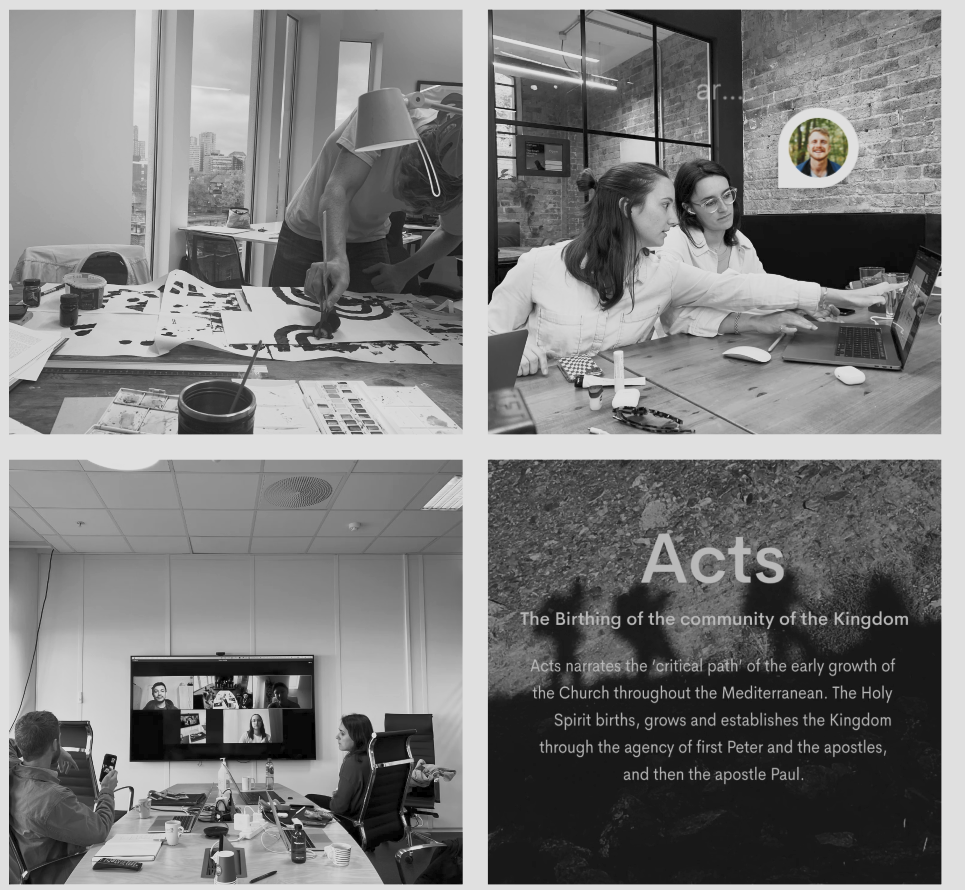 ar...
Acts
The Birthing of the community of the Kingdom
Acts narrates the ‘critical path’ of the early growth of
the Church throughout the Mediterranean. The Holy
Spirit births, grows and establishes the Kingdom
through the agency of first Peter and the apostles,
and then the apostle Paul.